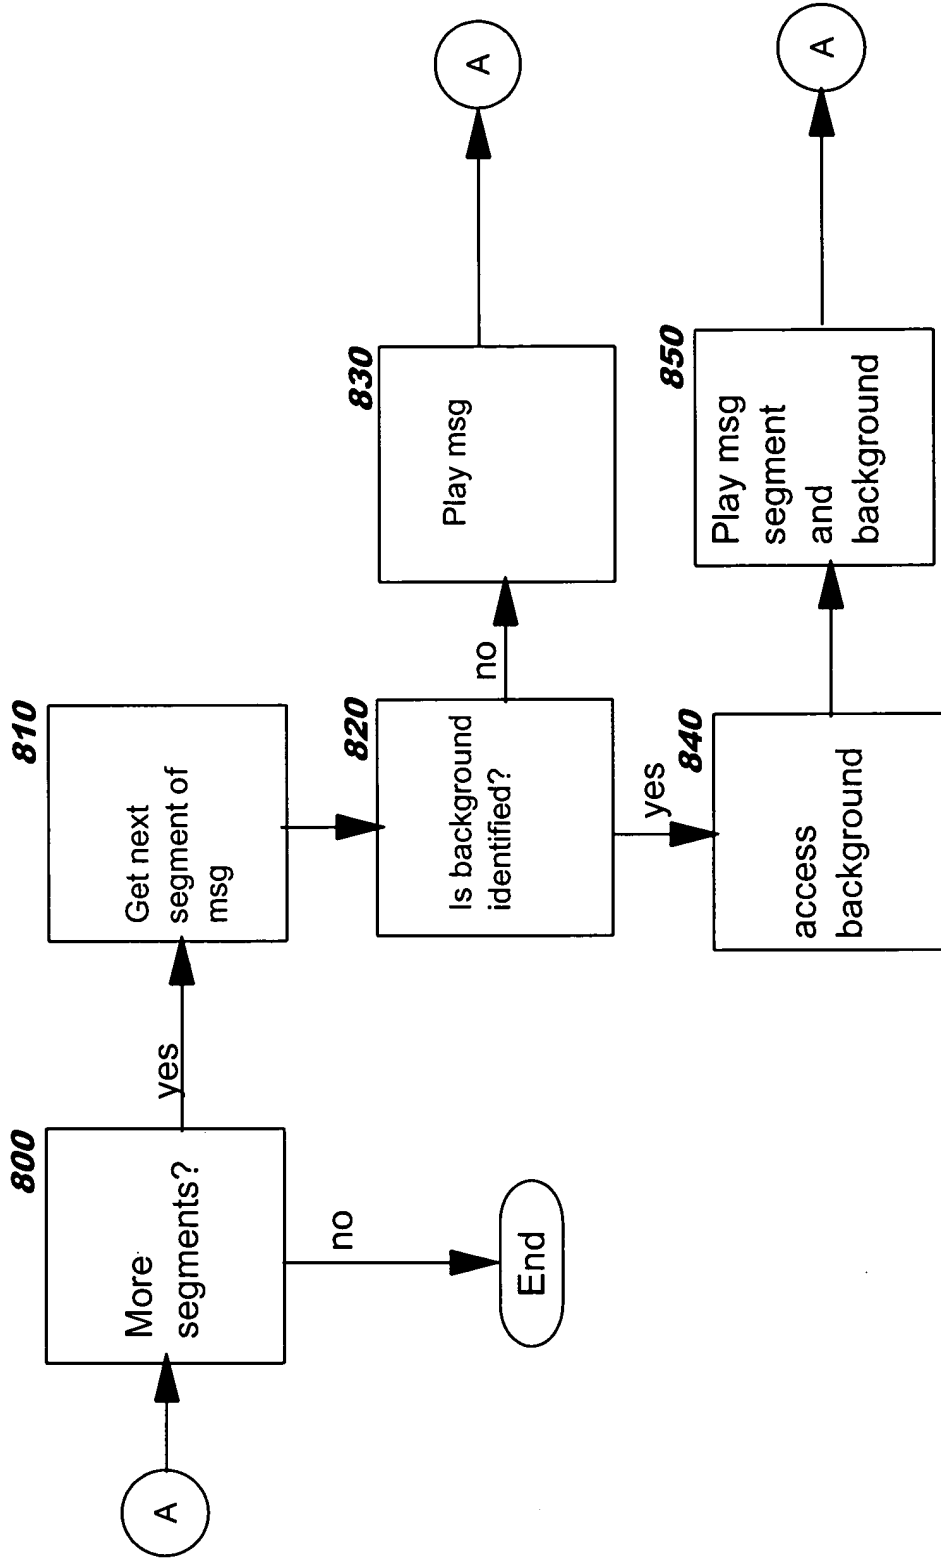 A
800
More
segments?
yes
no
End
810
Get next
segment of
msg
820
Is background
identified?
no
yes
830
Play msg
A
840
access
background
850
Play msg
segment
and
background
A